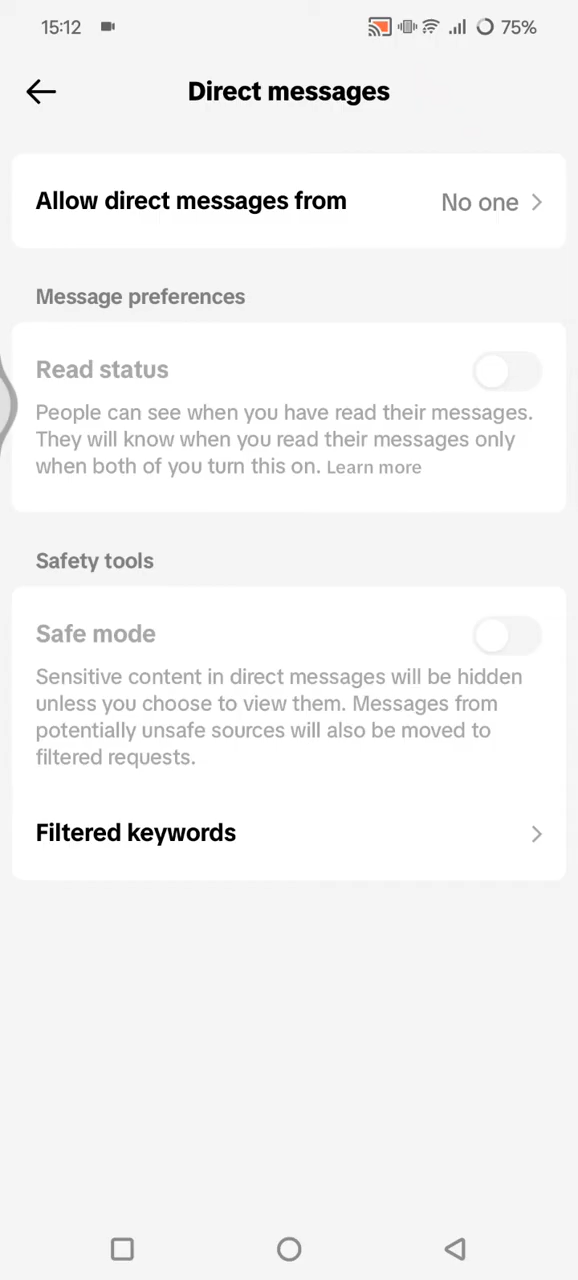 15:12
75%
Direct messages
Allow direct messages from No one
Message preferences
Read status
People can see when you have read their messages.
They will know when you read their messages only
when both of you turn this on. Learn more
Safety tools
Safe mode
Sensitive content in direct messages will be hidden
unless you choose to view them. Messages from
potentially unsafe sources will also be moved to
filtered requests.
Filtered keywords